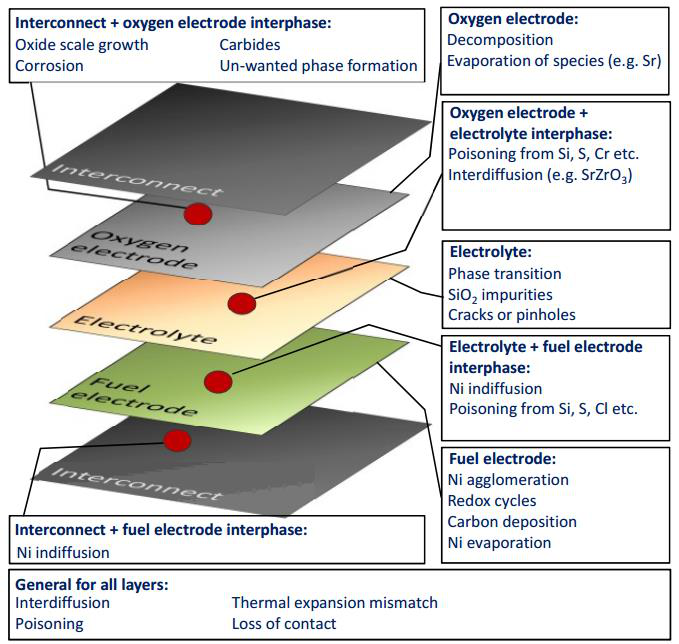 Interconnect + oxygen electrode interphase:
Oxide scale growth Carbides
Corrosion Un-wanted phase formation
Oxygen electrode:
Decomposition
Evaporation of species (e.g. Sr)
Oxygen electrode +
electrolyte interphase:
Poisoning from Si, S, Cr etc.
Interdiffusion (e.g. SrZrO₃)
Electrolyte:
Phase transition
SiO₂ impurities
Cracks or pinholes
Electrolyte + fuel electrode
interphase:
Ni indiffusion
Poisoning from Si, S, Cl etc.
Fuel electrode:
Ni agglomeration
Redox cycles
Carbon deposition
Ni evaporation
Interconnect
Oxygen
electrode
Electrolyte
Fuel
electrode
Interconnect
Interconnect + fuel electrode interphase:
Ni indiffusion
General for all layers:
Interdiffusion Thermal expansion mismatch
Poisoning Loss of contact